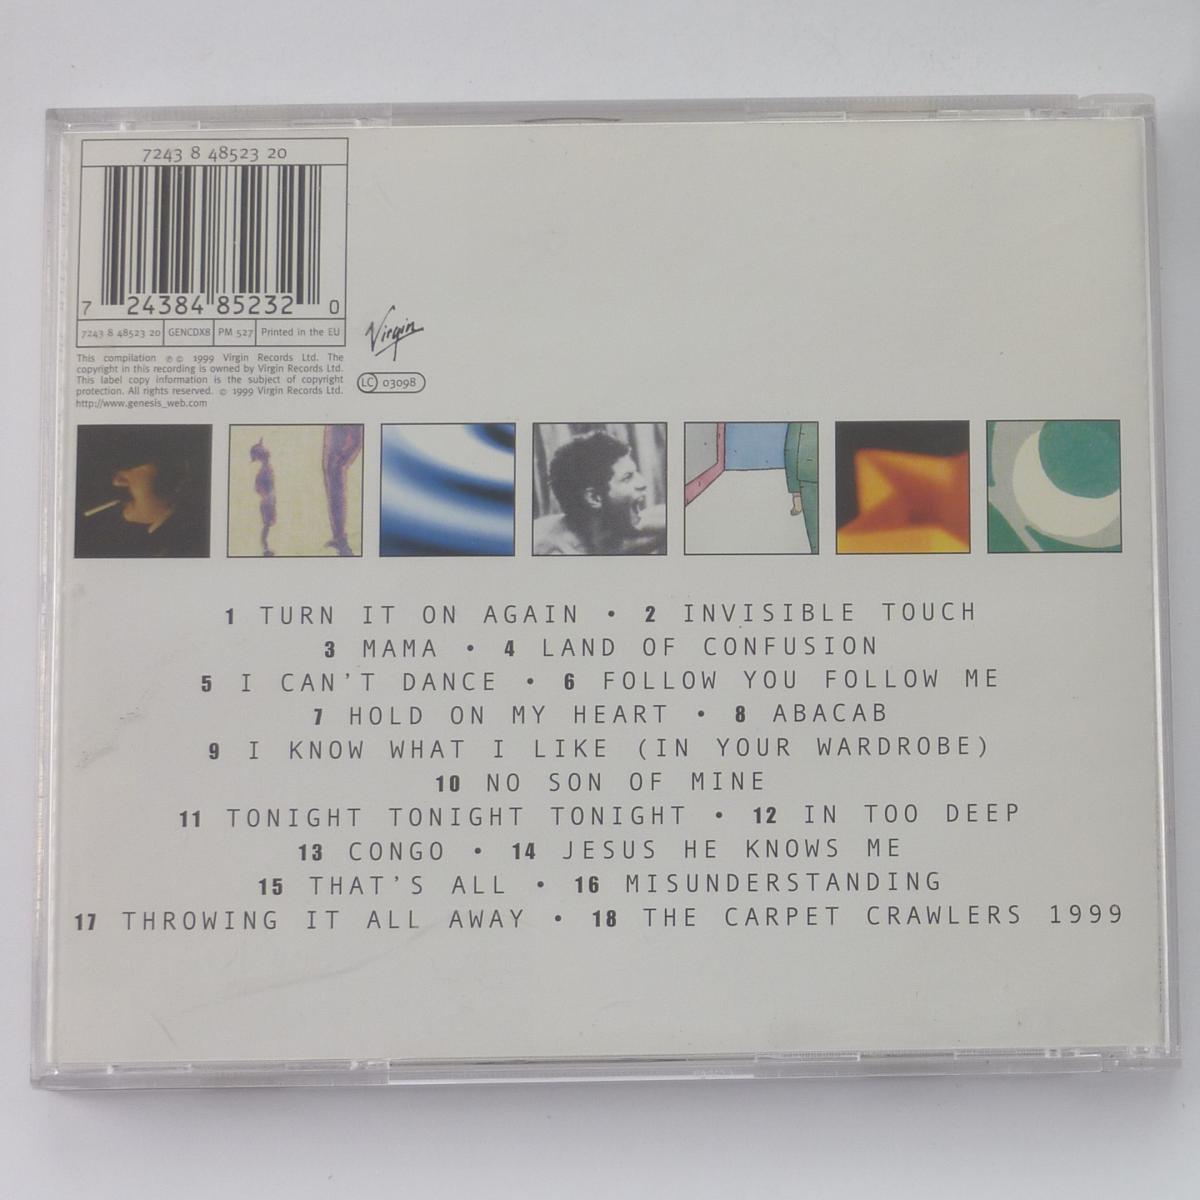 7243 8 48523 20
7 24384 85232 0
7243 8 48523 20 GENCDX8 PM 527 Printed in the EU
This compilation ℗ © 1999 Virgin Records Ltd. The
copyright in this recording is owned by Virgin Records Ltd.
This label copy information is the subject of copyright
protection. All rights reserved. © 1999 Virgin Records Ltd.
http://www.genesis_web.com
Virgin
LC 03098
1 TURN IT ON AGAIN • 2 INVISIBLE TOUCH
3 MAMA • 4 LAND OF CONFUSION
5 I CAN'T DANCE • 6 FOLLOW YOU FOLLOW ME
7 HOLD ON MY HEART • 8 ABACAB
9 I KNOW WHAT I LIKE (IN YOUR WARDROBE)
10 NO SON OF MINE
11 TONIGHT TONIGHT TONIGHT • 12 IN TOO DEEP
13 CONGO • 14 JESUS HE KNOWS ME
15 THAT'S ALL • 16 MISUNDERSTANDING
17 THROWING IT ALL AWAY • 18 THE CARPET CRAWLERS 1999